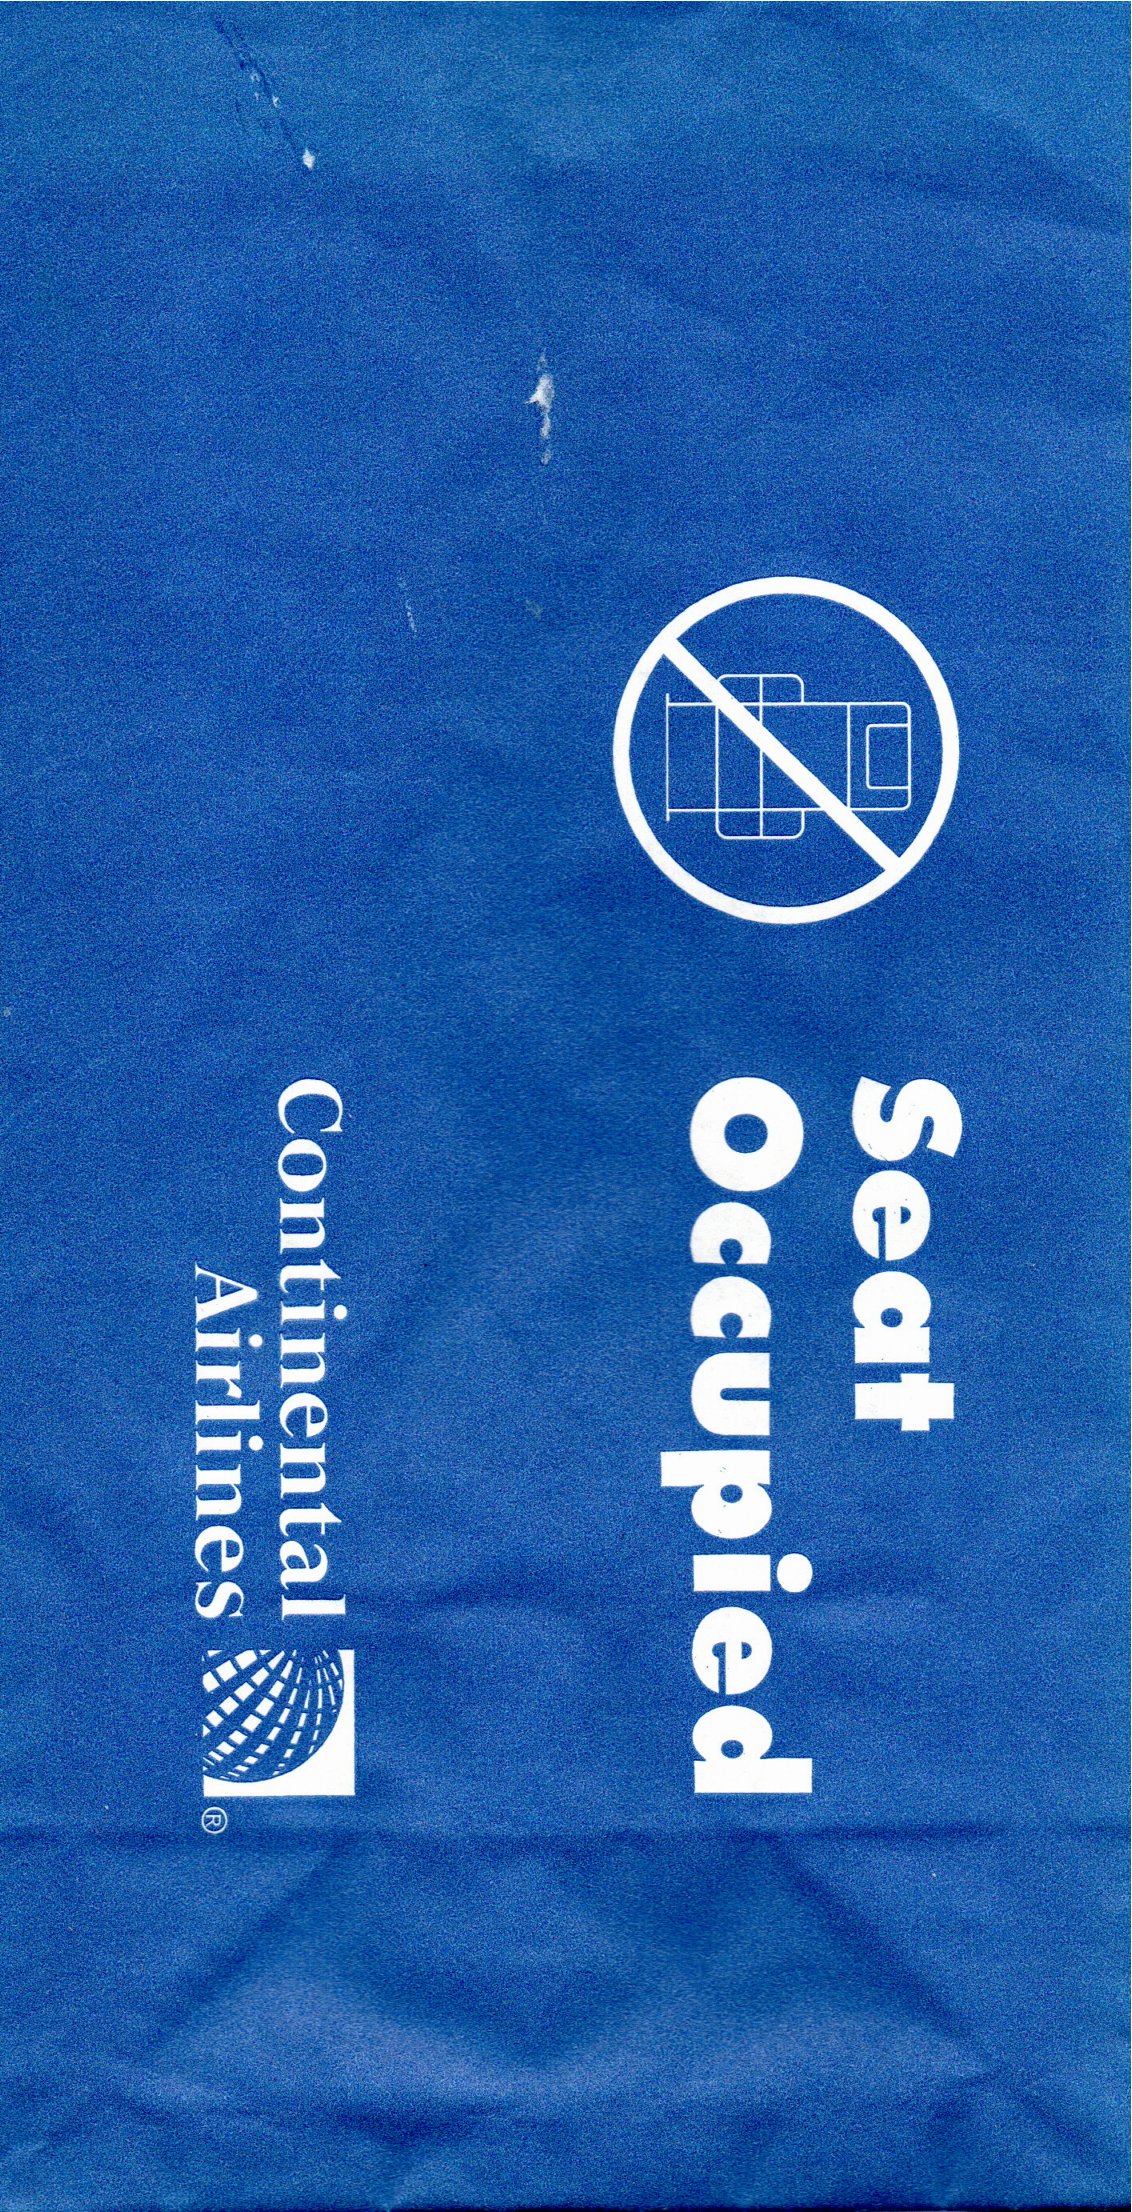 Seat
Occupied
Continental
Airlines
®